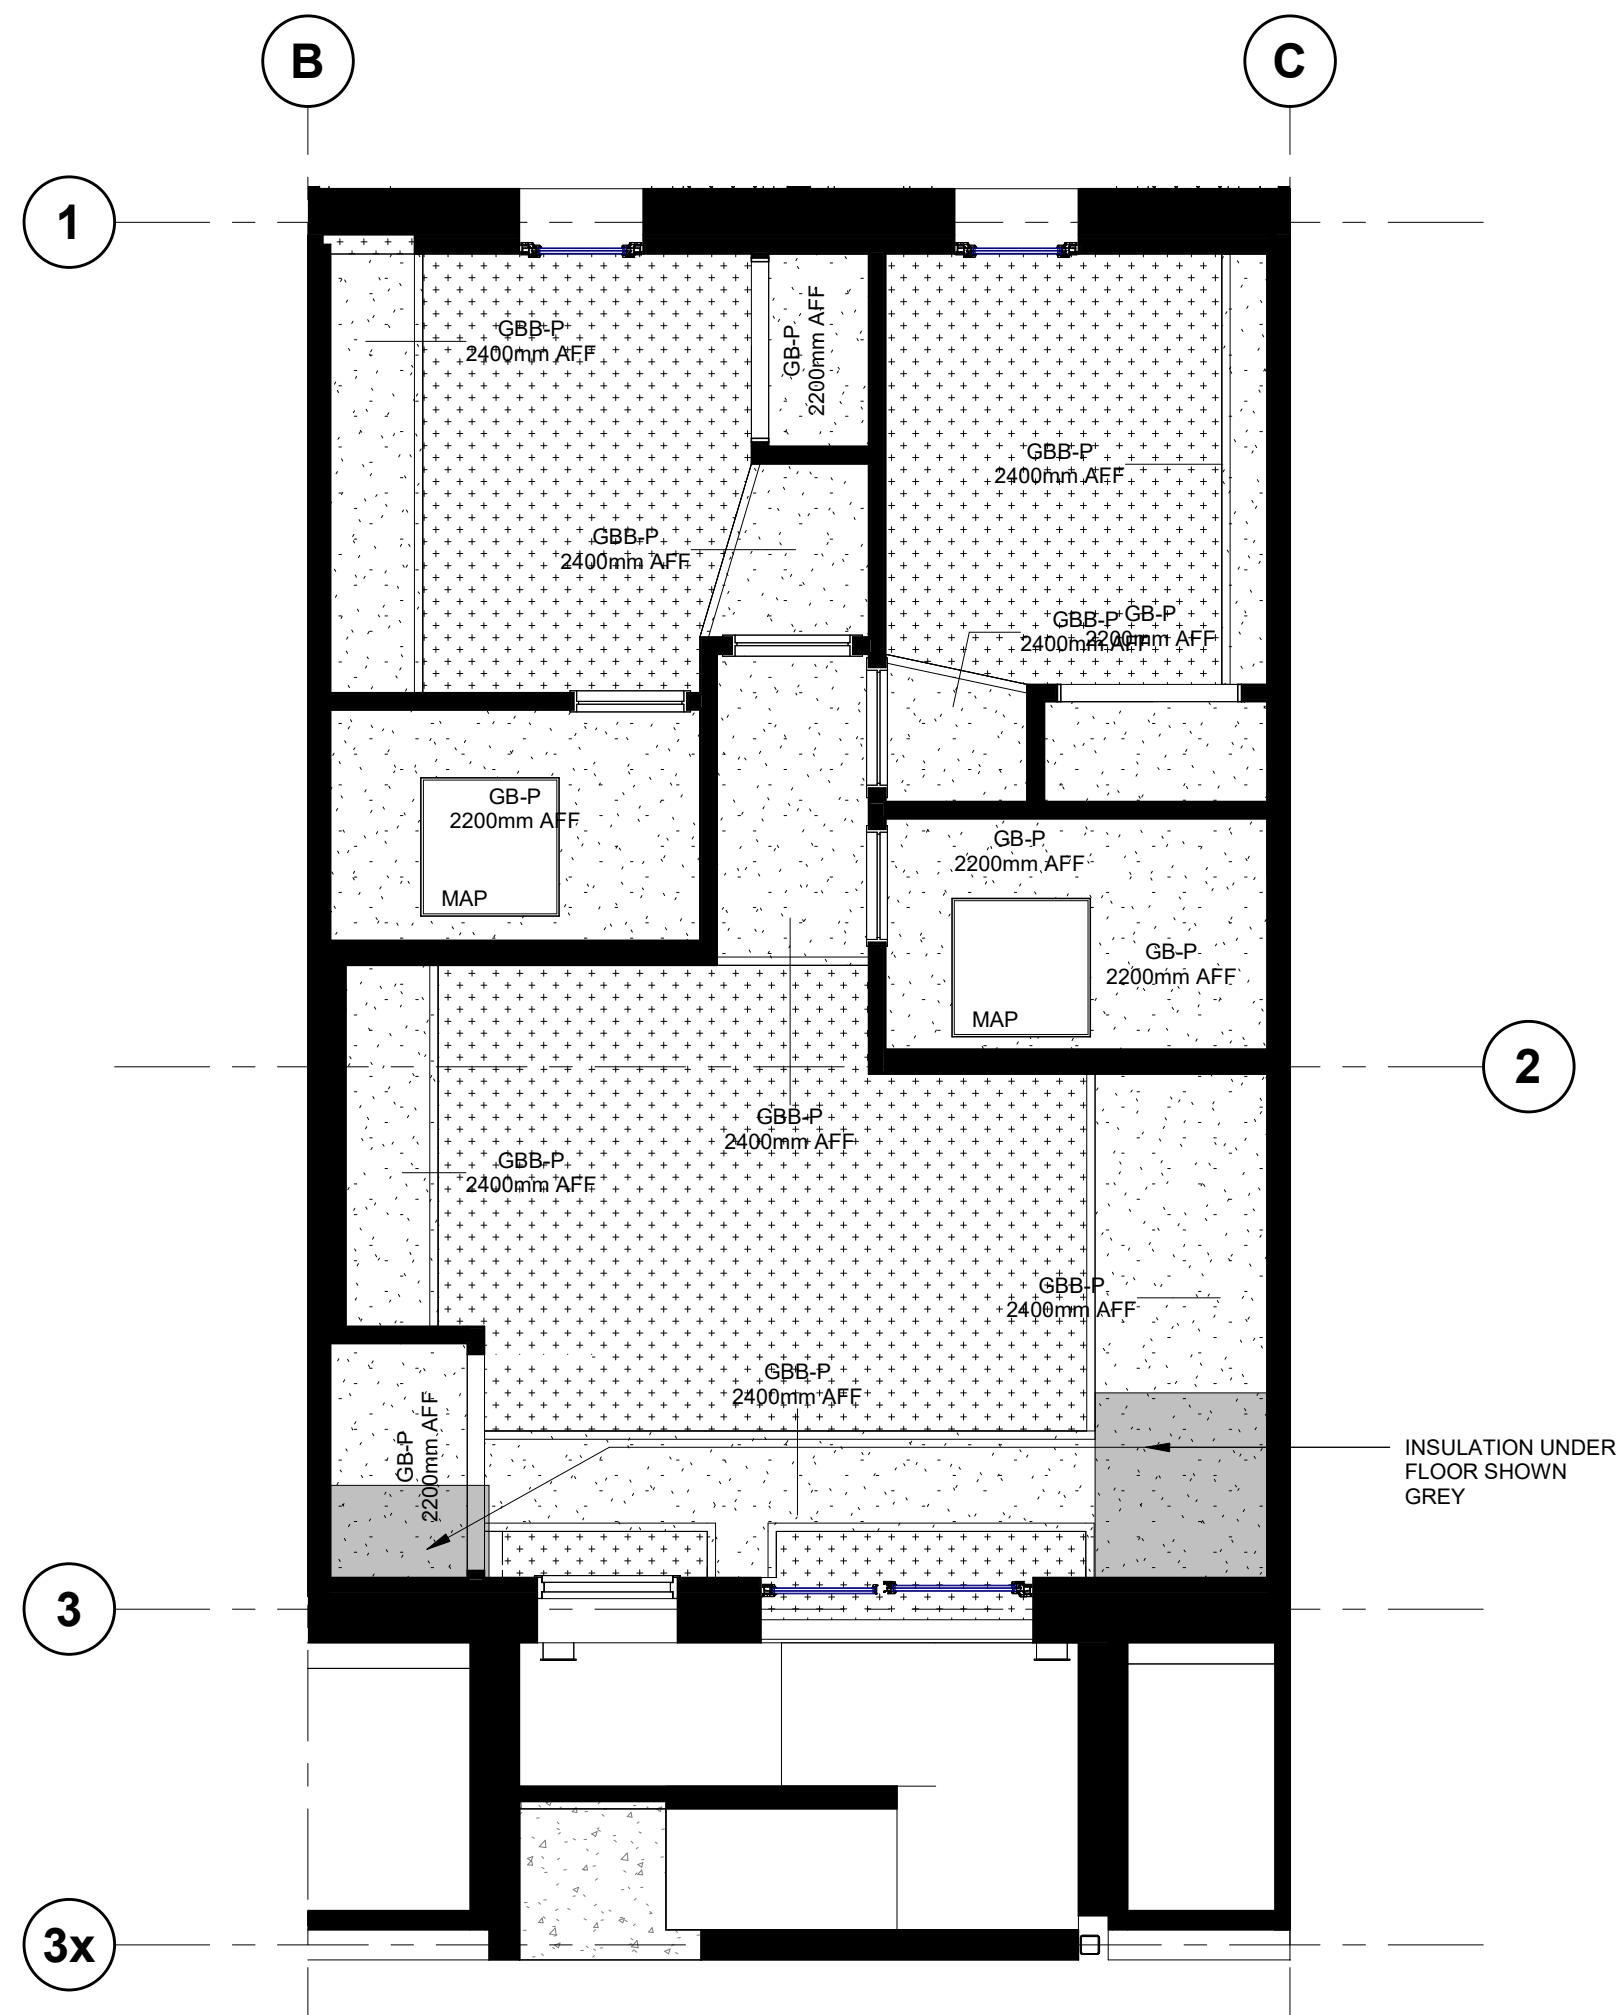 B
C
1
GBB-P
2400mm AFF
GB-P
2200mm AFF
GBB-P
2400mm AFF
GBB-P
2400mm AFF
GBB-P
2400mm AFF
GB-P
2200mm AFF
GB-P
2200mm AFF
MAP
GB-P
2200mm AFF
GB-P
2200mm AFF
MAP
2
GBB-P
2400mm AFF
GBB-P
2400mm AFF
GBB-P
2400mm AFF
GBB-P
2400mm AFF
GB-P
2200mm AFF
INSULATION UNDER
FLOOR SHOWN
GREY
3
3x